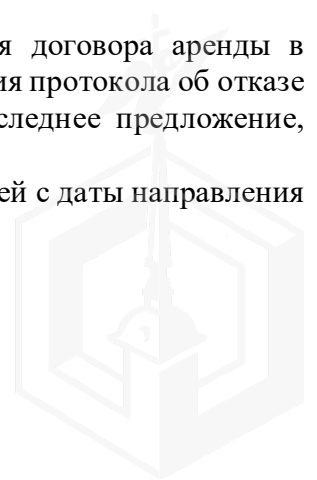 я договора аренды в
ия протокола об отказе
следнее предложение,
ей с даты направления